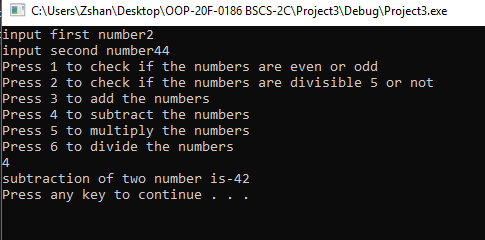 C:\Users\Zshan\Desktop\OOP-20F-0186 BSCS-2C\Project3\Debug\Project3.exe
input first number2
input second number44
Press 1 to check if the numbers are even or odd
Press 2 to check if the numbers are divisible 5 or not
Press 3 to add the numbers
Press 4 to subtract the numbers
Press 5 to multiply the numbers
Press 6 to divide the numbers
4
subtraction of two number is-42
Press any key to continue . . .